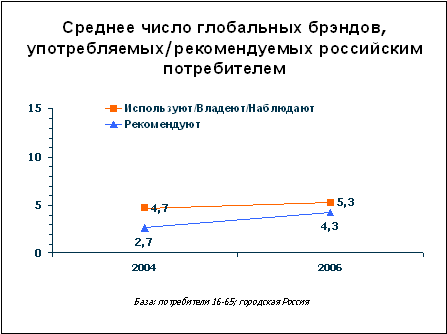 Среднее число глобальных брэндов,
употребляемых/рекомендуемых российским
потребителем
15
Используют/Владеют/Наблюдают
Рекомендуют
10
5
4,7
5,3
2,7
4,3
0
2004
2006
База: потребители 16-65; городская Россия